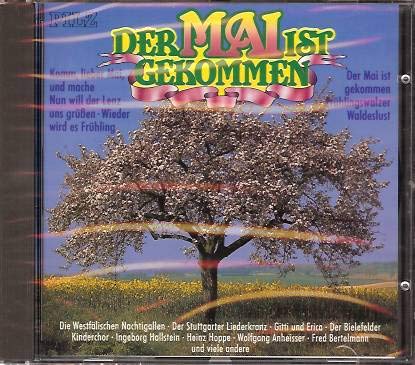 PILZ
DER MAI IST
GEKOMMEN
Komm, lieber Mai,
und mache
Nun will der Lenz
uns grüßen · Wieder
wird es Frühling
Der Mai ist
gekommen
Frühlingswalzer
Waldeslust
Die Westfälischen Nachtigallen · Der Stuttgarter Liederkranz · Gitti und Erica · Der Bielefelder
Kinderchor · Ingeborg Hallstein · Heinz Hoppe · Wolfgang Anheisser · Fred Bertelmann
und viele andere